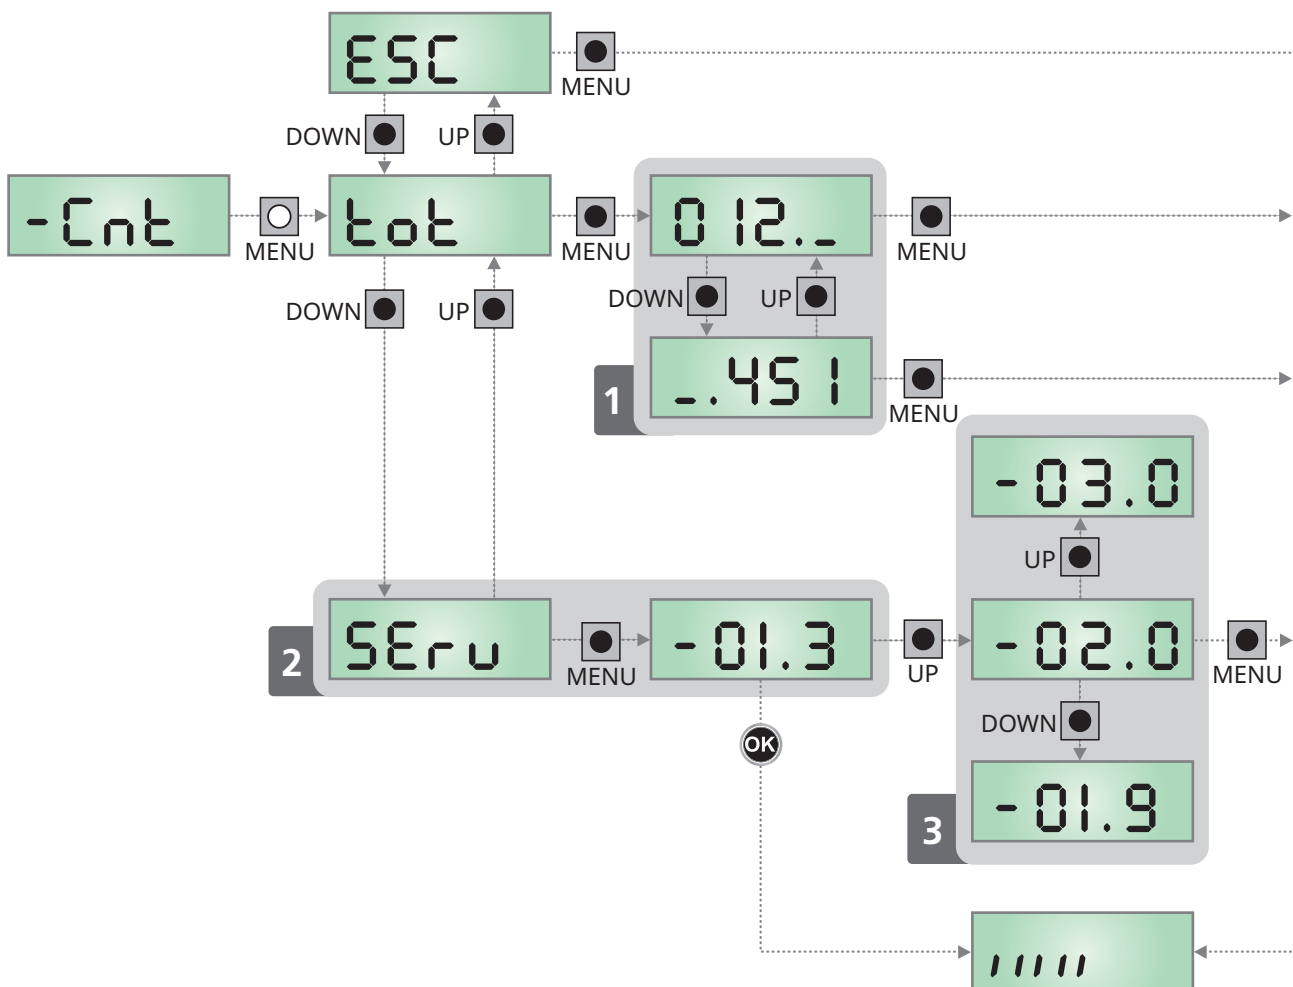 ESC
MENU
DOWN UP
-Cnt MENU tot MENU 012._ MENU
DOWN UP
DOWN UP
1 _.451 MENU
-03.0
UP
2 SErv MENU -01.3 UP -02.0 MENU
OK
DOWN
3 -01.9